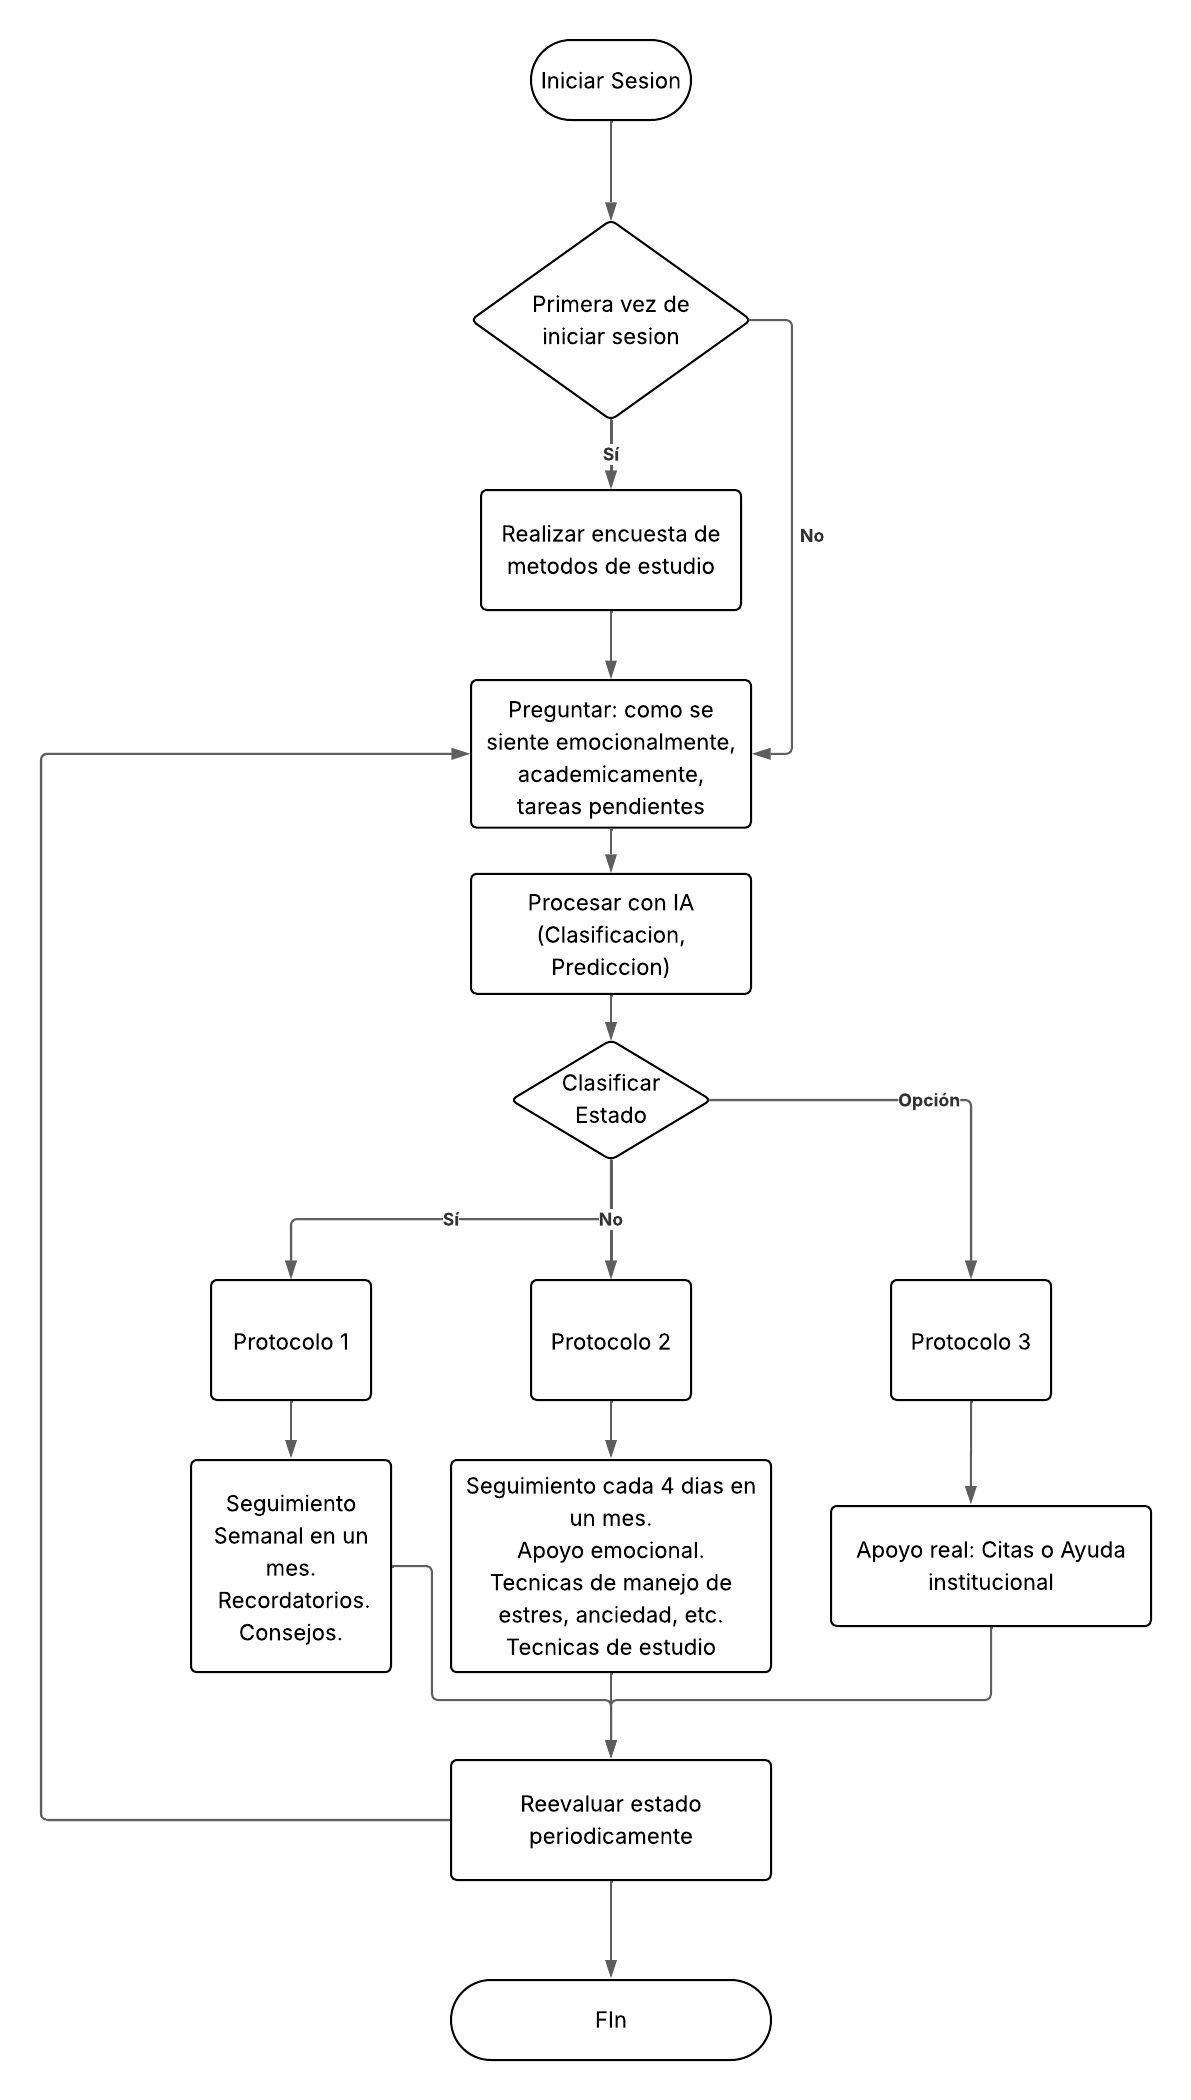 Iniciar Sesion
Primera vez de
iniciar sesion
Sí
No
Realizar encuesta de
metodos de estudio
Preguntar: como se
siente emocionalmente,
academicamente,
tareas pendientes
Procesar con IA
(Clasificacion,
Prediccion)
Clasificar
Estado
Opción
Sí
No
Protocolo 1
Protocolo 2
Protocolo 3
Seguimiento
Semanal en un
mes.
Recordatorios.
Consejos.
Seguimiento cada 4 dias en
un mes.
Apoyo emocional.
Tecnicas de manejo de
estres, anciedad, etc.
Tecnicas de estudio
Apoyo real: Citas o Ayuda
institucional
Reevaluar estado
periodicamente
FIn